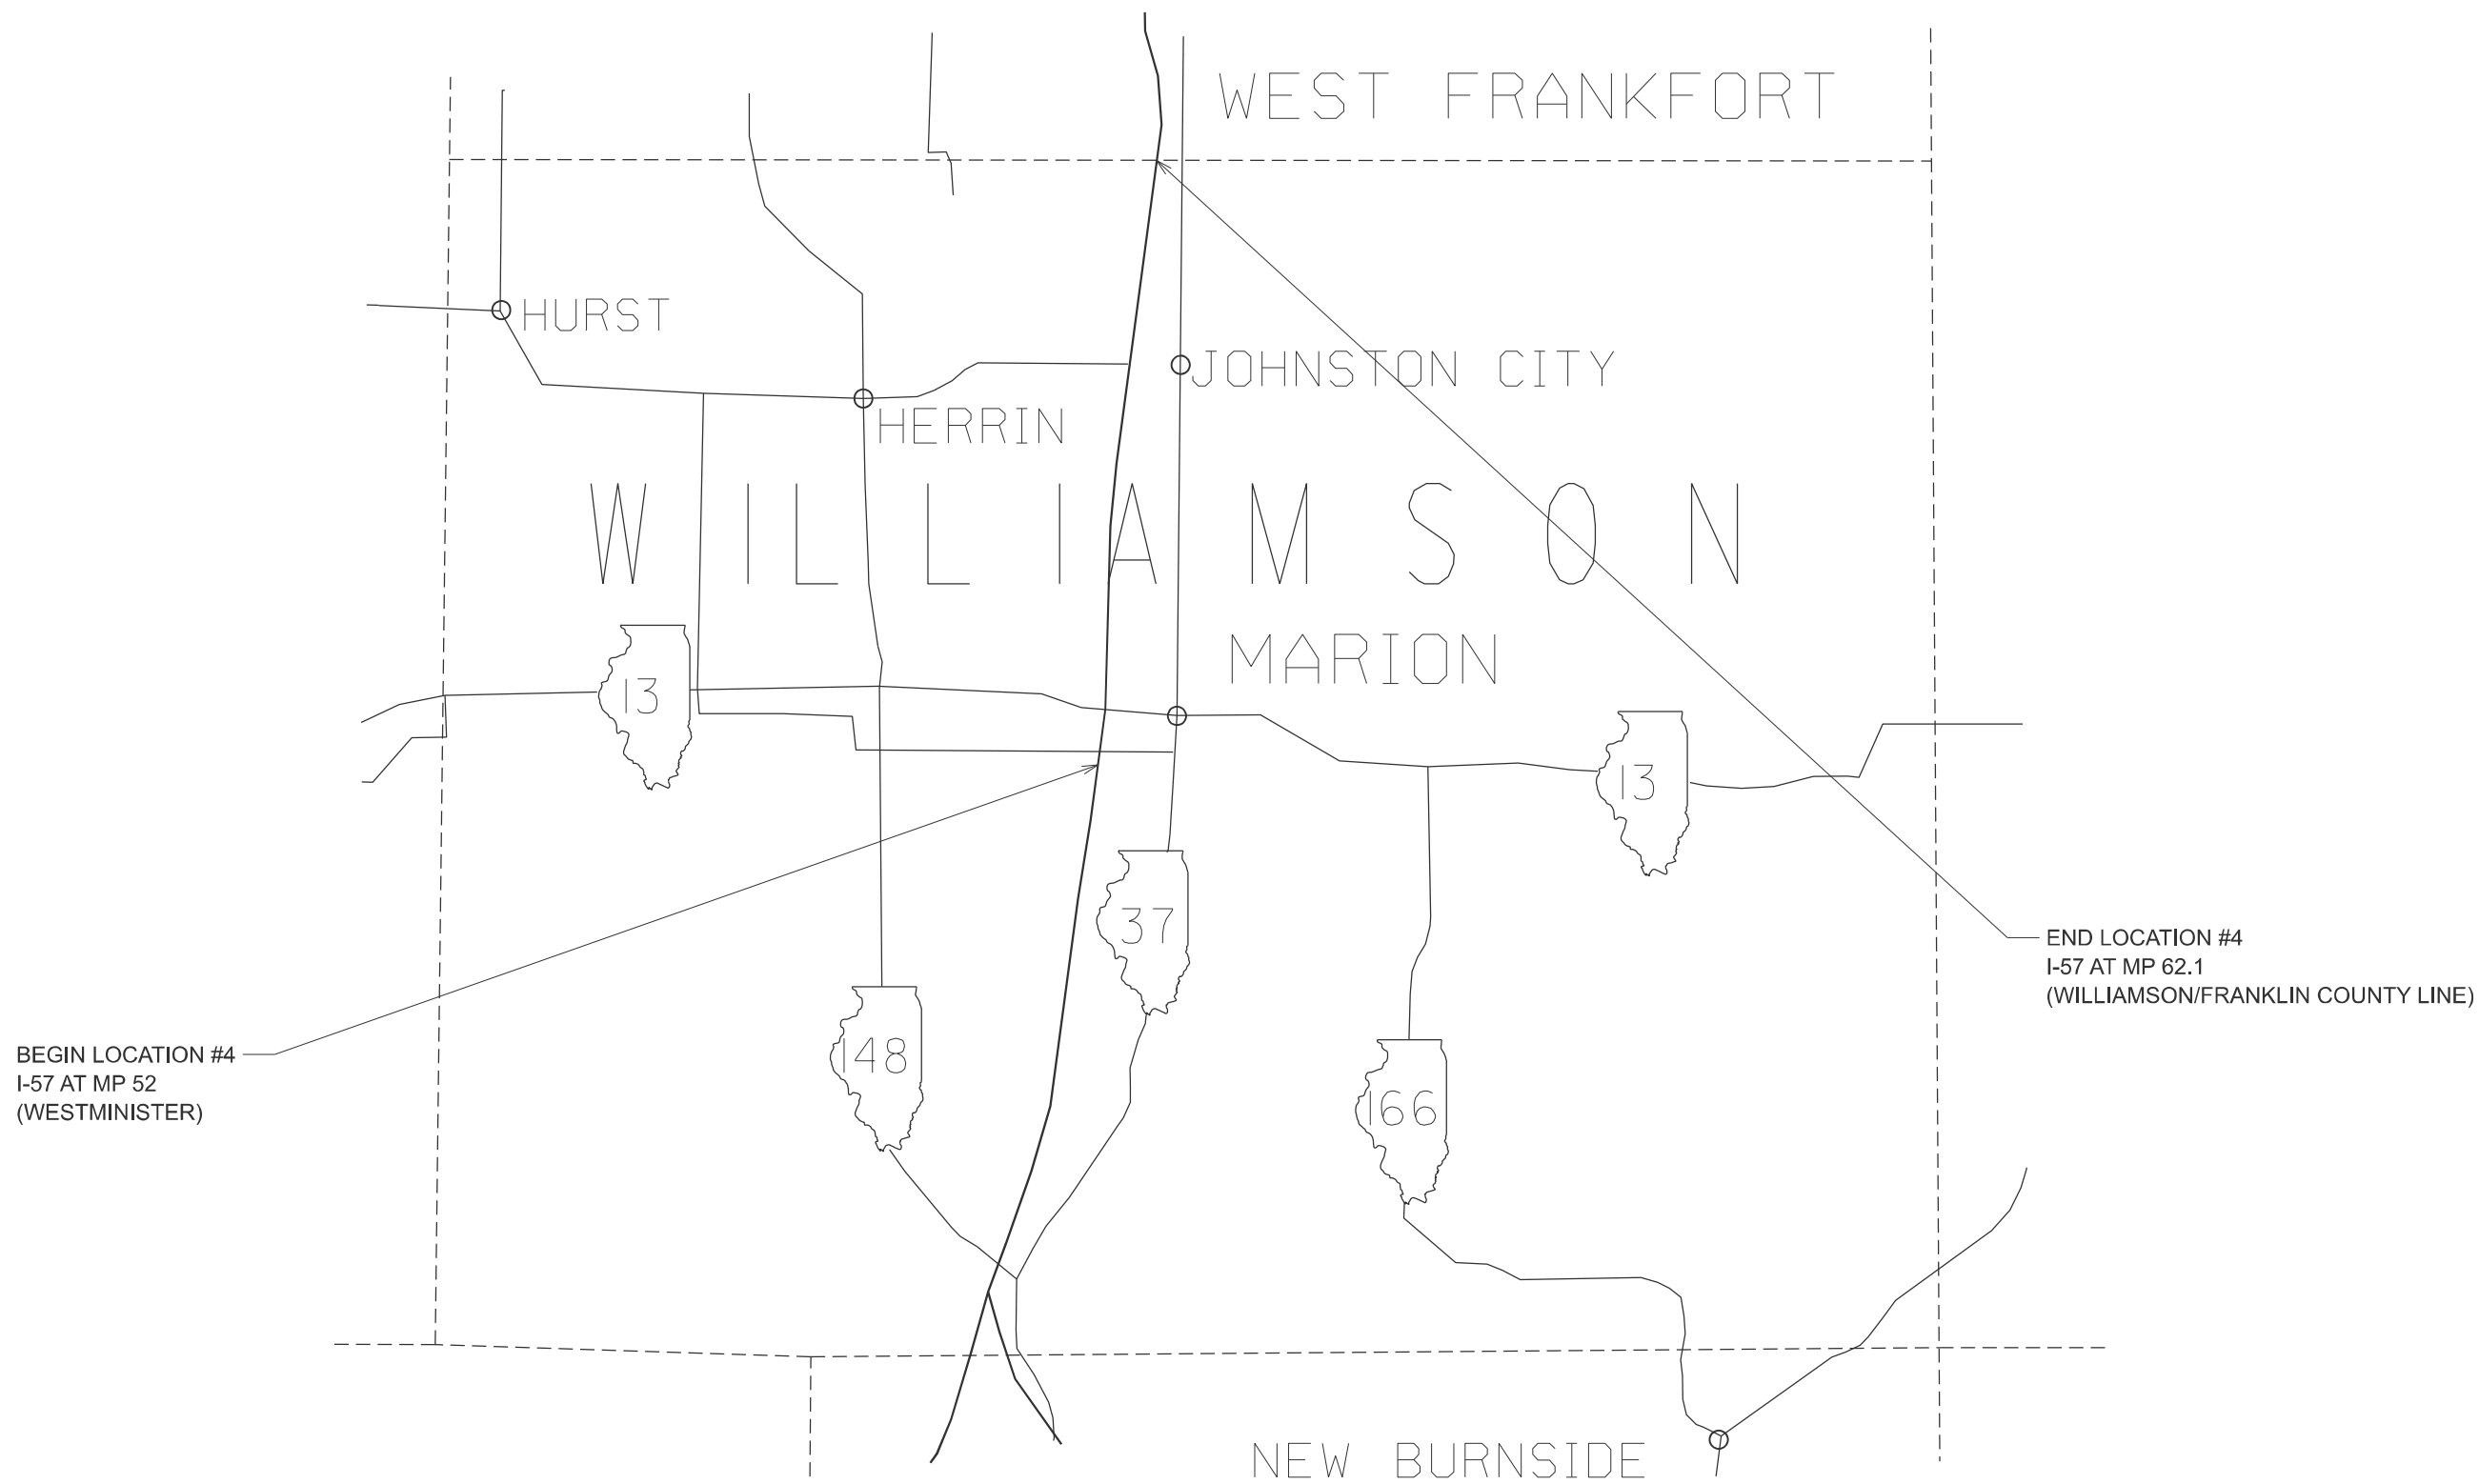 WEST FRANKFORT
HURST
JOHNSTON CITY
HERRIN
WILLIAMSON
MARION
13
13
37
END LOCATION #4
I-57 AT MP 62.1
(WILLIAMSON/FRANKLIN COUNTY LINE)
148
BEGIN LOCATION #4
I-57 AT MP 52
(WESTMINISTER)
166
NEW BURNSIDE